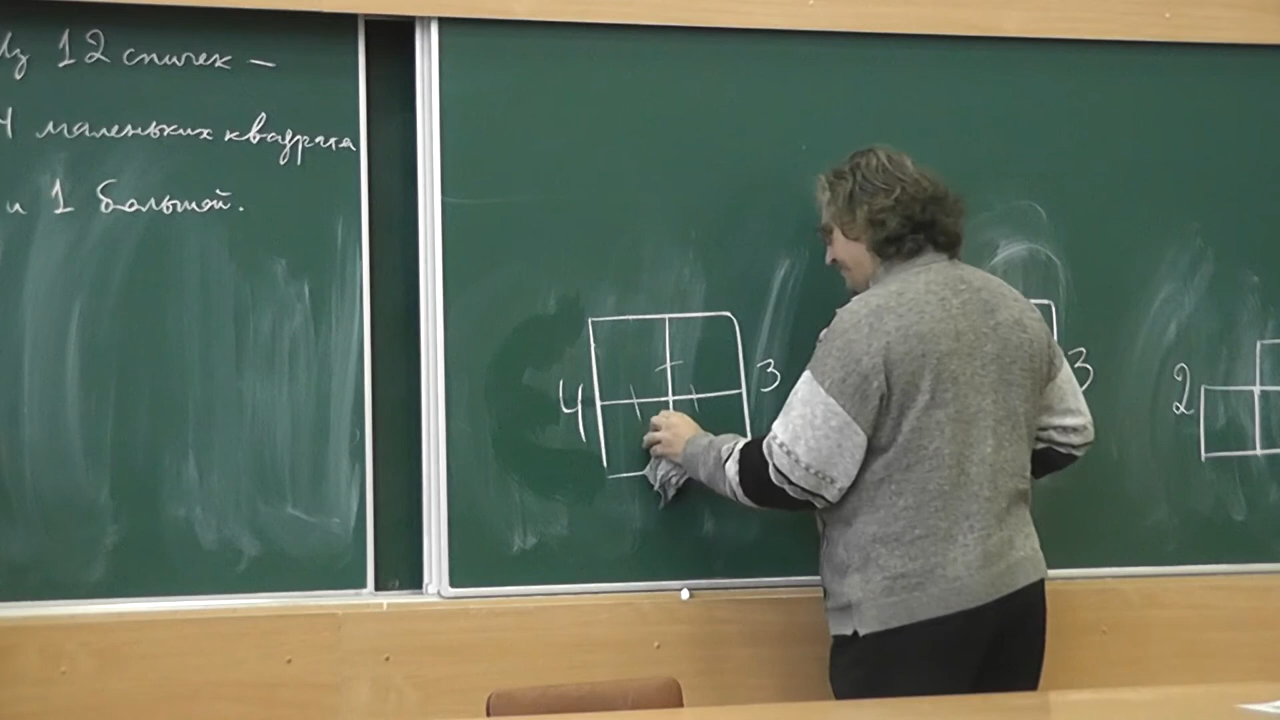 Из 12 спичек –
4 маленьких квадрата
и 1 большой.
4
3
3
2